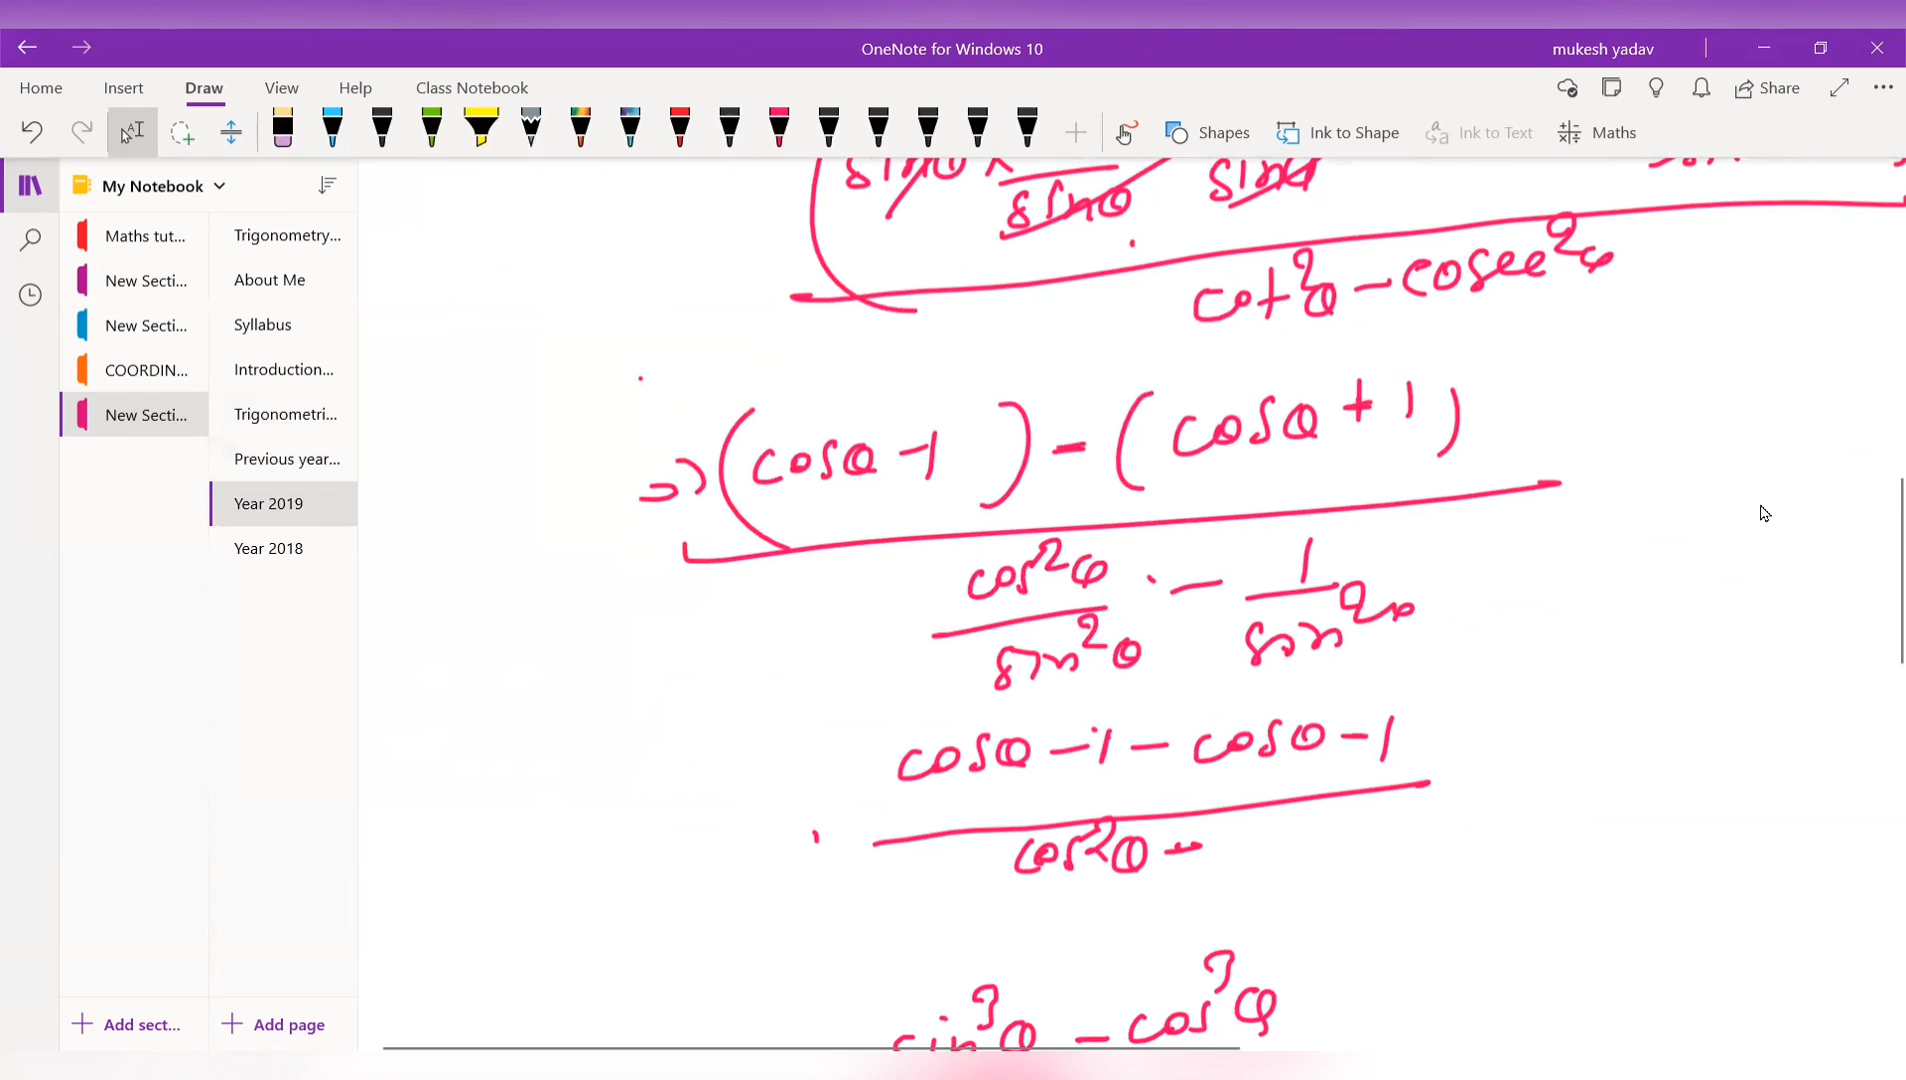 OneNote for Windows 10
mukesh yadav
Home Insert Draw View Help Class Notebook
Share
Shapes Ink to Shape Ink to Text Maths
My Notebook
Maths tut...
New Secti...
New Secti...
COORDIN...
New Secti...
Trigonometry...
About Me
Syllabus
Introduction...
Trigonometri...
Previous year...
Year 2019
Year 2018
Add sect...
Add page
sinθ ×
sinθ sinθ
cot²θ - cosec²θ
=> (cosθ - 1) - (cosθ + 1)
cos²θ - 1
sin²θ sin²θ
cosθ - 1 - cosθ - 1
cos²θ -
sin³θ - cos³θ